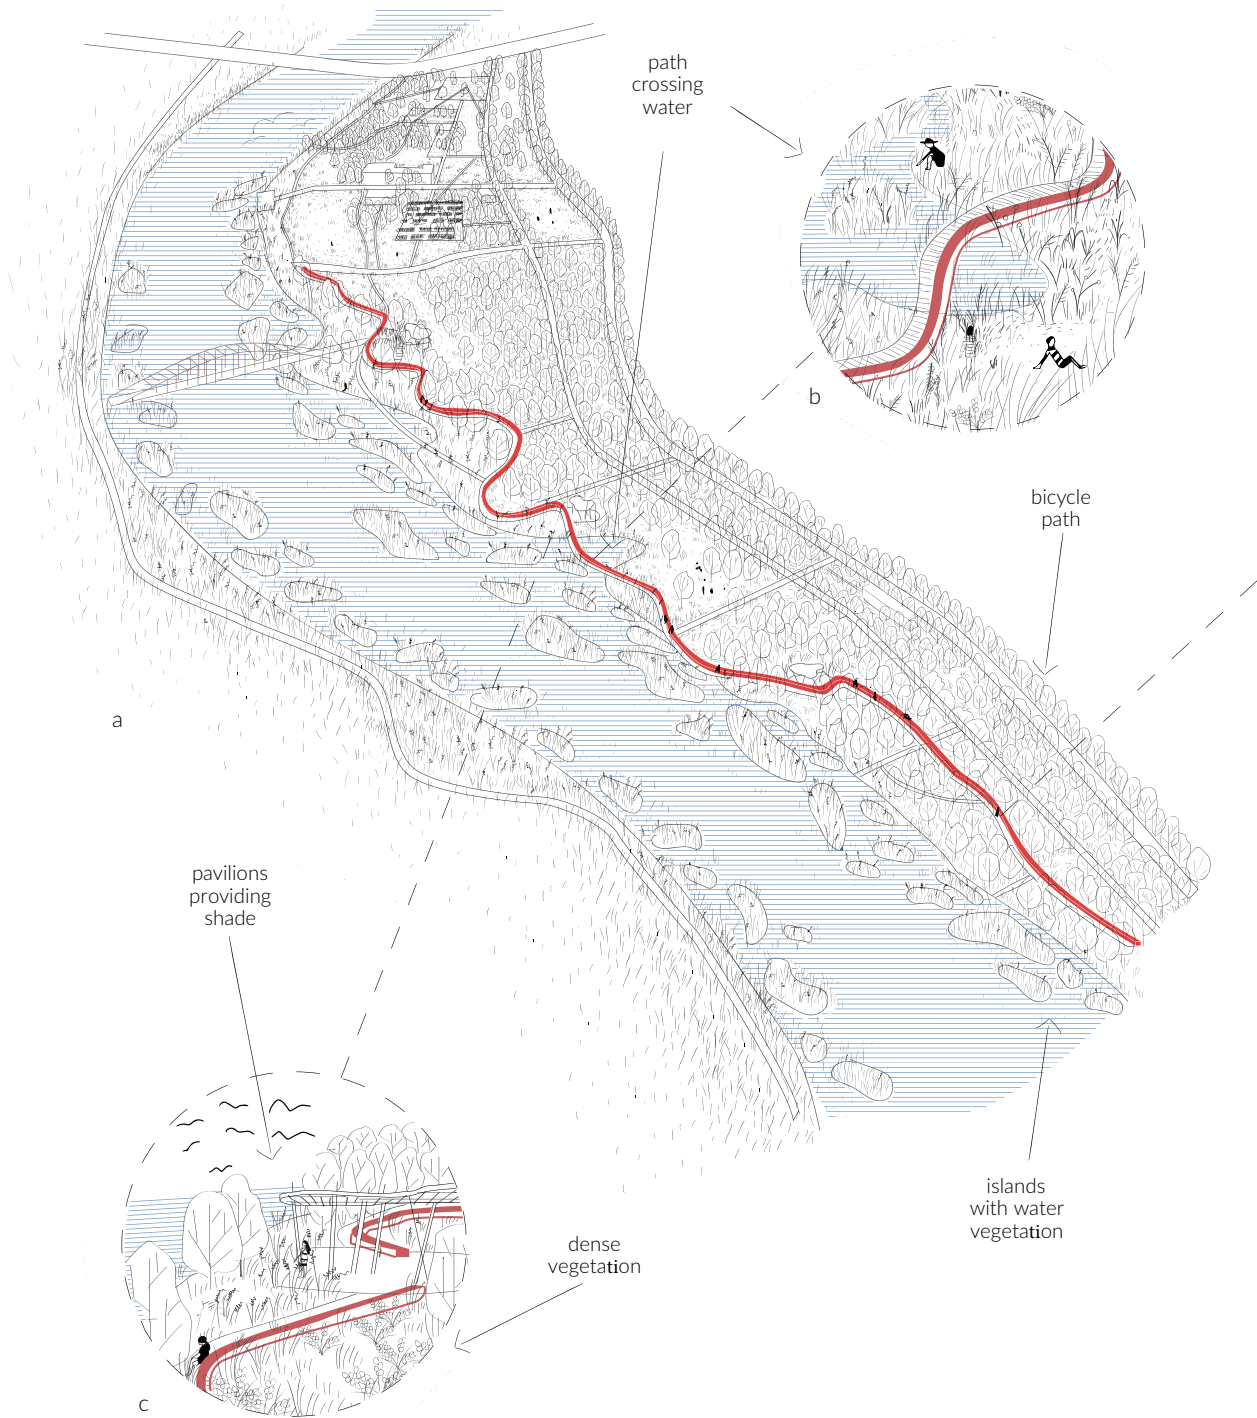 path
crossing
water
b
bicycle
path
a
pavilions
providing
shade
islands
with water
vegetation
dense
vegetation
c